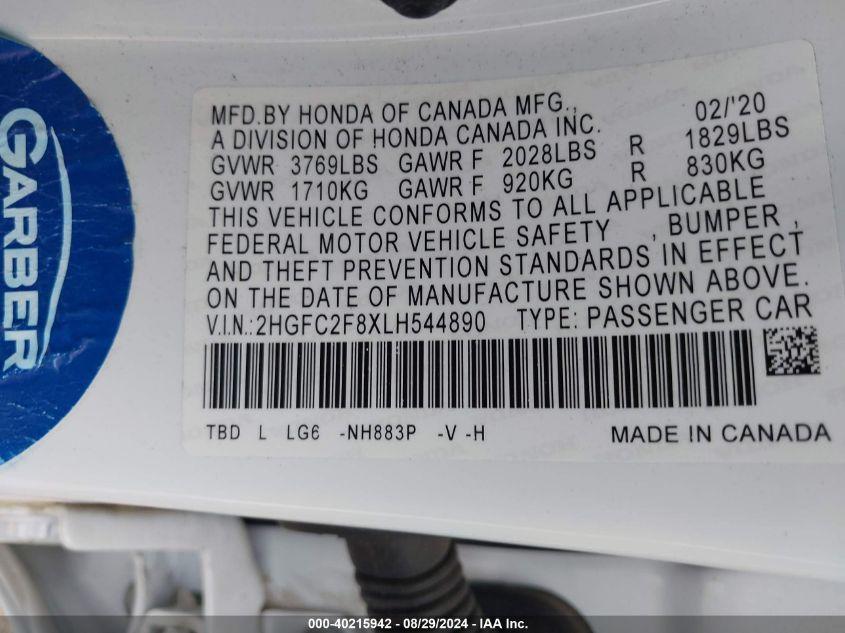 GARBER
MFD.BY HONDA OF CANADA MFG., 02/'20
A DIVISION OF HONDA CANADA INC.
GVWR 3769LBS GAWR F 2028LBS R 1829LBS
GVWR 1710KG GAWR F 920KG R 830KG
THIS VEHICLE CONFORMS TO ALL APPLICABLE
FEDERAL MOTOR VEHICLE SAFETY , BUMPER ,
AND THEFT PREVENTION STANDARDS IN EFFECT
ON THE DATE OF MANUFACTURE SHOWN ABOVE.
V.I.N.:2HGFC2F8XLH544890 TYPE: PASSENGER CAR
TBD L LG6 -NH883P -V -H MADE IN CANADA
000-40215942 - 08/29/2024 - IAA Inc.